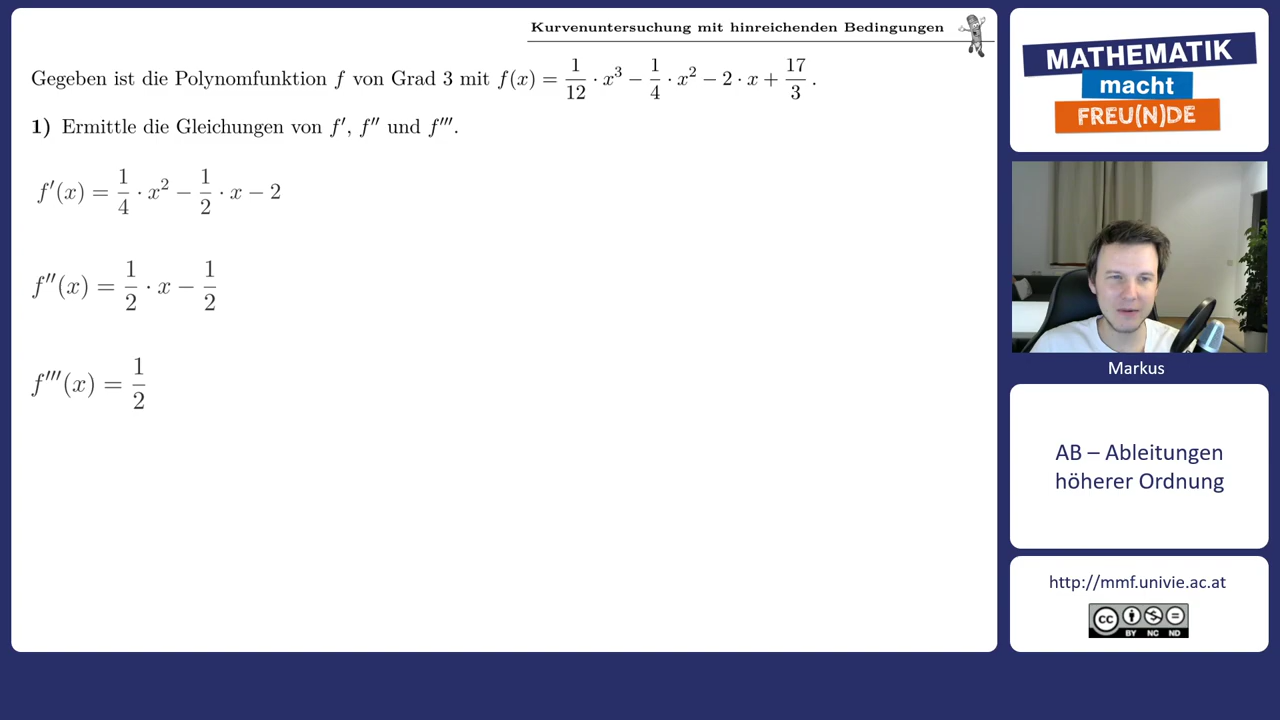 Kurvenuntersuchung mit hinreichenden Bedingungen
Gegeben ist die Polynomfunktion f von Grad 3 mit f(x) = 1/12 · x³ − 1/4 · x² − 2 · x + 17/3 .
1) Ermittle die Gleichungen von f′, f″ und f‴.
f′(x) = 1/4 · x² − 1/2 · x − 2
f″(x) = 1/2 · x − 1/2
f‴(x) = 1/2
MATHEMATIK
macht
FREU(N)DE
Markus
AB – Ableitungen
höherer Ordnung
http://mmf.univie.ac.at
CC BY NC ND